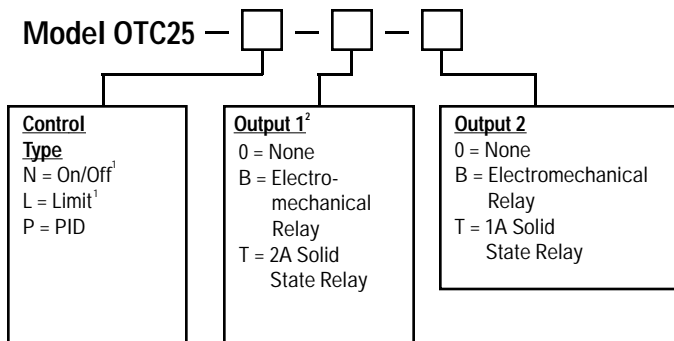 Model OTC25 — □ — □ — □
Control
Type
N = On/Off¹
L = Limit¹
P = PID
Output 1²
0 = None
B = Electro-
mechanical
Relay
T = 2A Solid
State Relay
Output 2
0 = None
B = Electromechanical
Relay
T = 1A Solid
State Relay